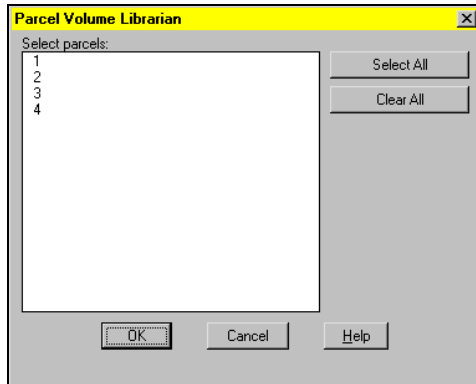 Parcel Volume Librarian
Select parcels:
1
2
3
4
Select All
Clear All
OK
Cancel
Help